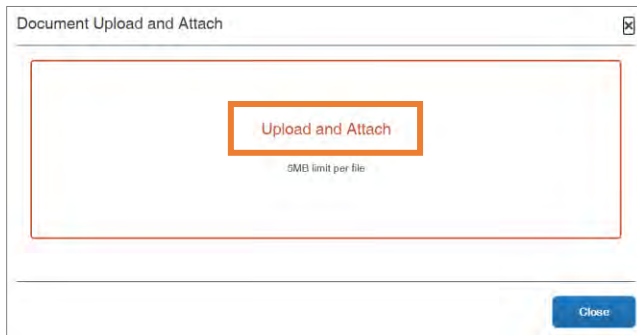 Document Upload and Attach
Upload and Attach
5MB limit per file
Close